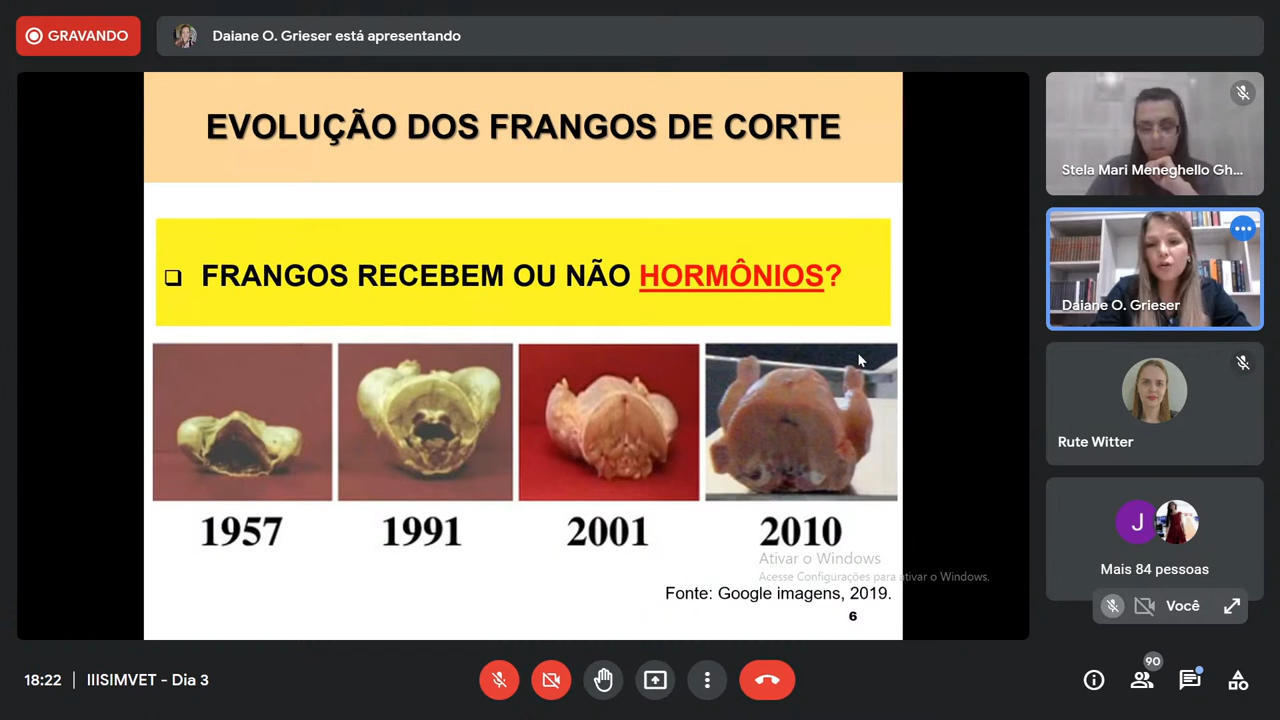 GRAVANDO
Daiane O. Grieser está apresentando
EVOLUÇÃO DOS FRANGOS DE CORTE
❑ FRANGOS RECEBEM OU NÃO HORMÔNIOS?
1957 1991 2001 2010
Ativar o Windows
Acesse Configurações para ativar o Windows.
Fonte: Google imagens, 2019.
6
Stela Mari Meneghello Gh...
Daiane O. Grieser
Rute Witter
J
Mais 84 pessoas
Você
18:22 | IIISIMVET - Dia 3
90